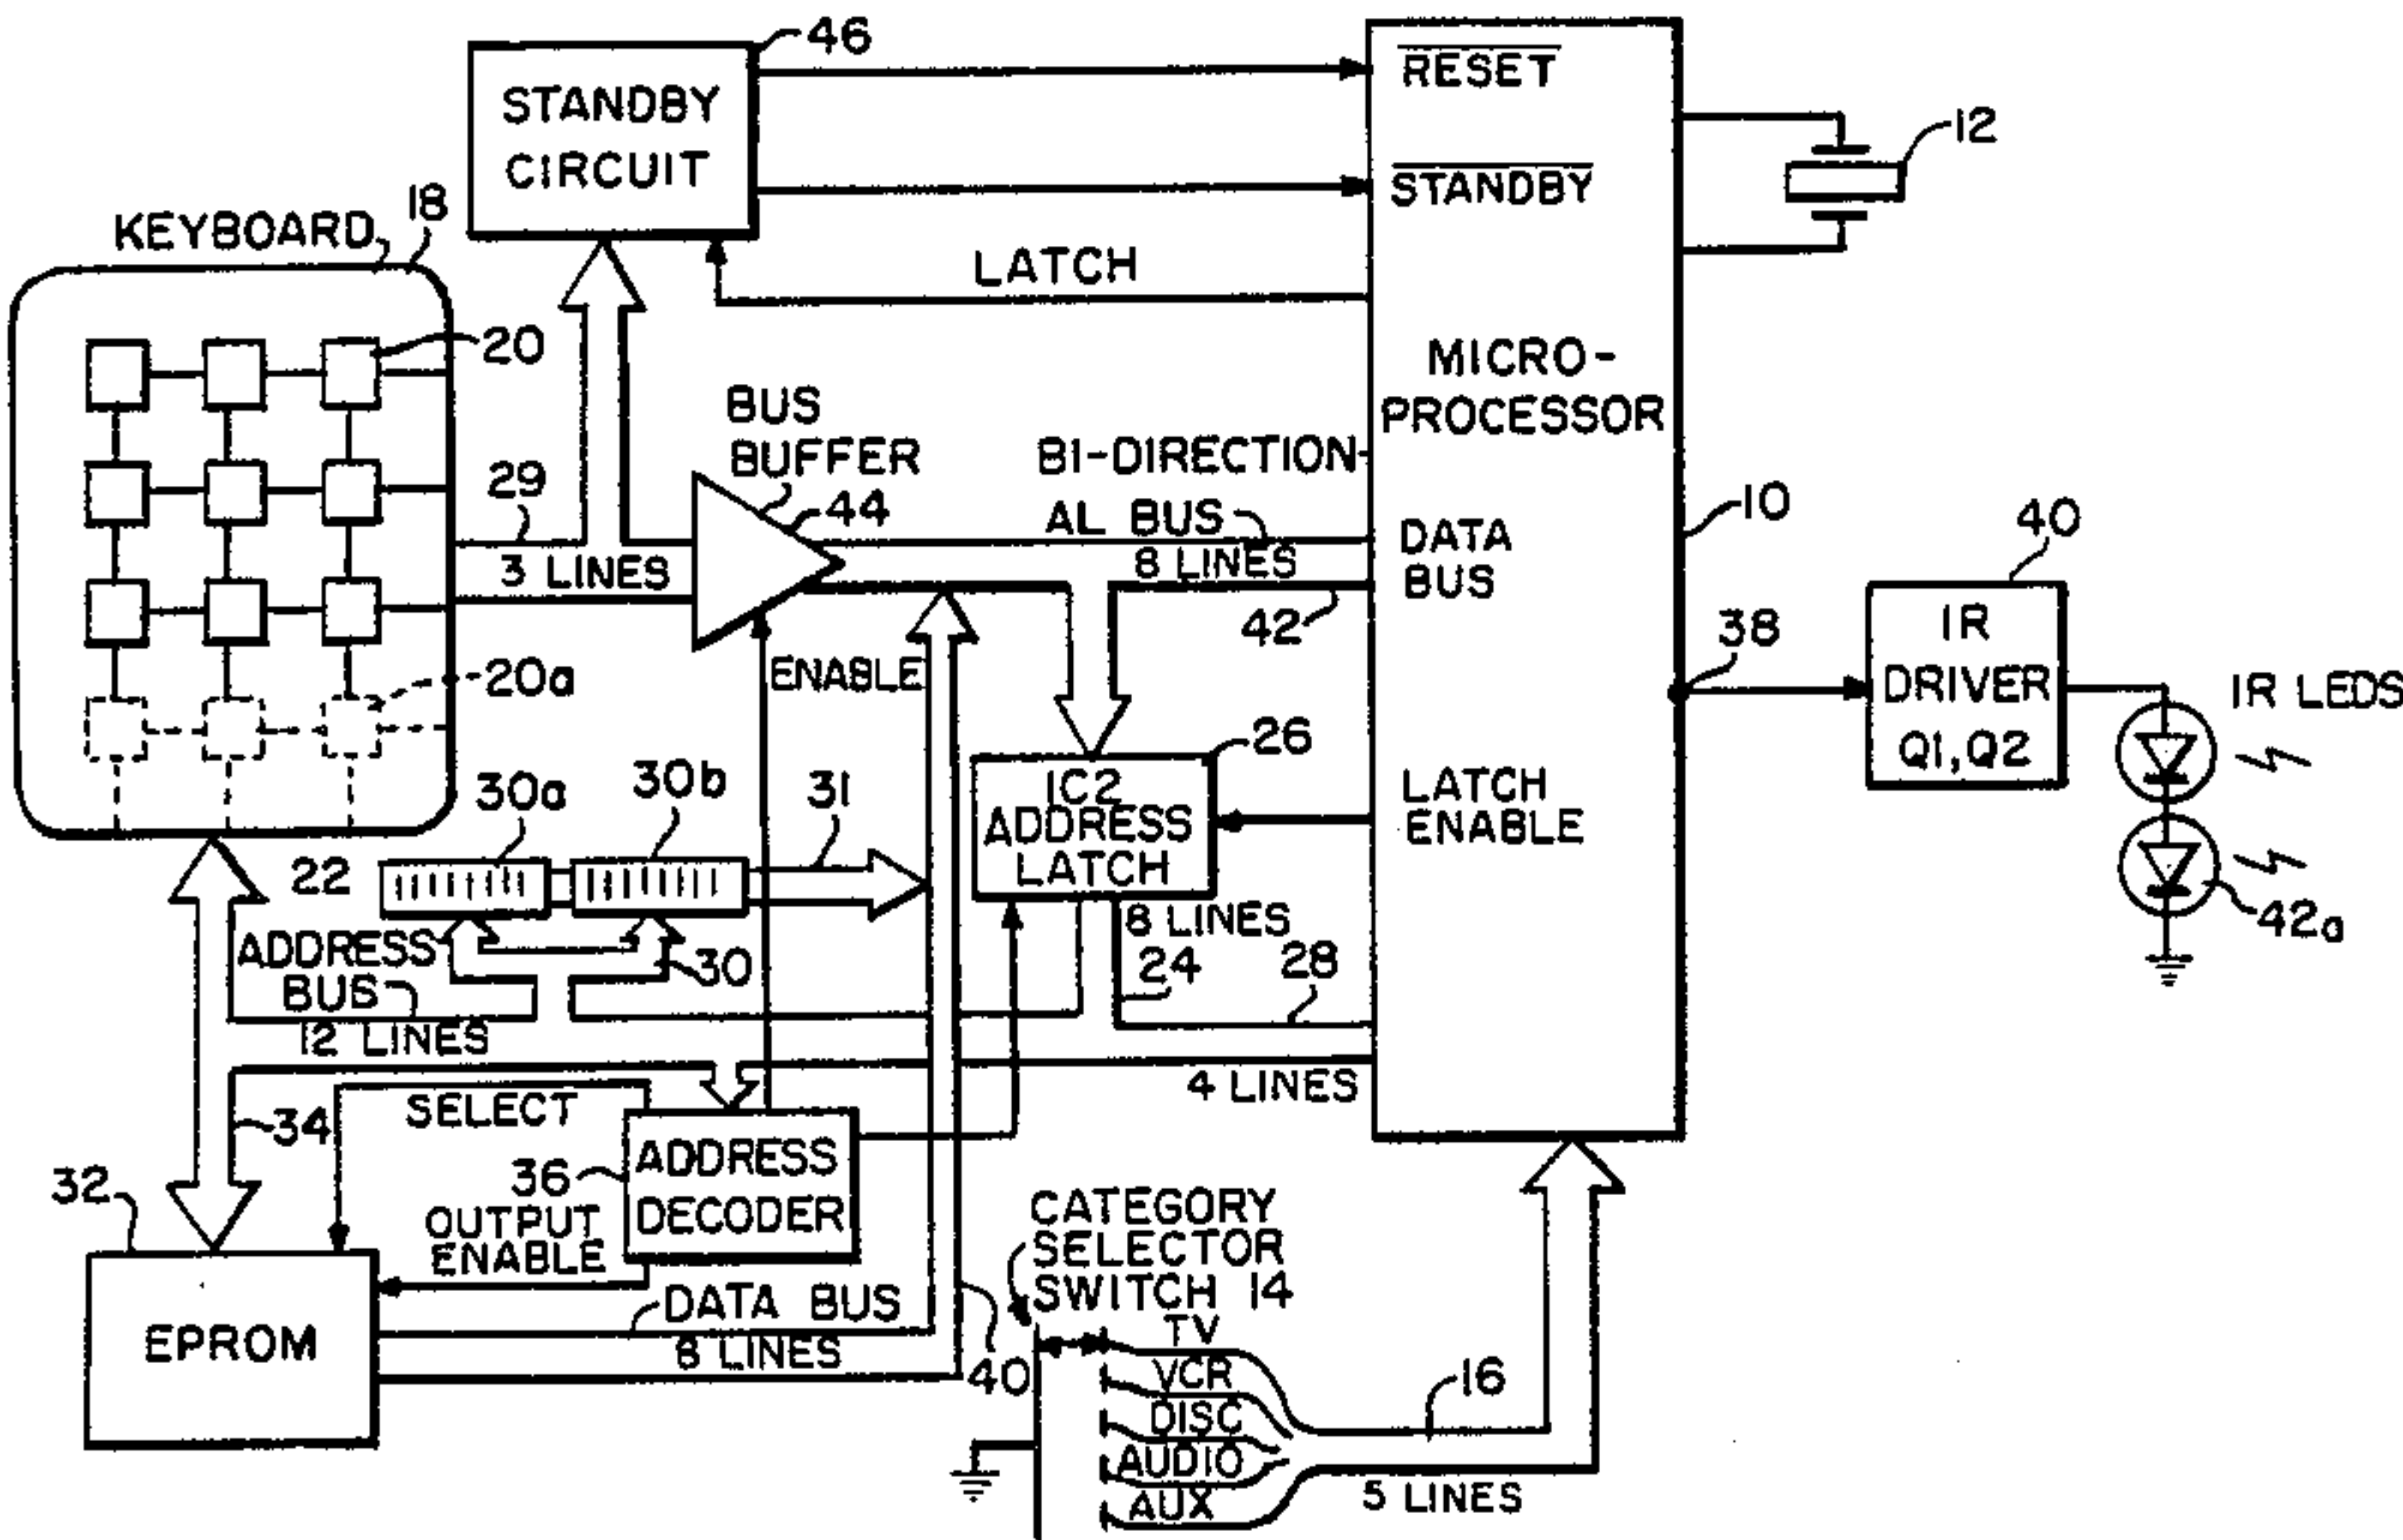 46
STANDBY
CIRCUIT
RESET
STANDBY
LATCH
12
KEYBOARD
18
20
20a
BUS
BUFFER
44
29
3 LINES
BI-DIRECTION-
AL BUS
8 LINES
42
MICRO-
PROCESSOR
DATA
BUS
10
38
40
IR
DRIVER
Q1, Q2
IR LEDS
42a
ENABLE
26
IC2
ADDRESS
LATCH
LATCH
ENABLE
8 LINES
24
28
22
30a
30b
31
ADDRESS
BUS
30
12 LINES
4 LINES
SELECT
34
36
ADDRESS
DECODER
32
OUTPUT
ENABLE
EPROM
DATA BUS
8 LINES
40
CATEGORY
SELECTOR
SWITCH 14
TV
VCR
DISC
AUDIO
AUX
16
5 LINES